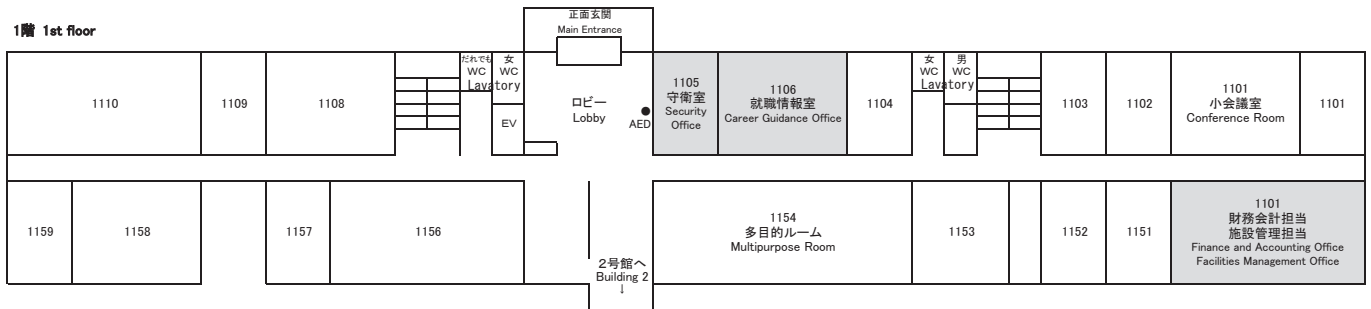 1階 1st floor
正面玄関
Main Entrance
1110
1109
1108
だれでも
WC
女
WC
Lavatory
EV
ロビー
Lobby
AED
1105
守衛室
Security
Office
1106
就職情報室
Career Guidance Office
1104
女
WC
男
WC
Lavatory
1103
1102
1101
小会議室
Conference Room
1101
1159
1158
1157
1156
2号館へ
Building 2
↓
1154
多目的ルーム
Multipurpose Room
1153
1152
1151
1101
財務会計担当
施設管理担当
Finance and Accounting Office
Facilities Management Office